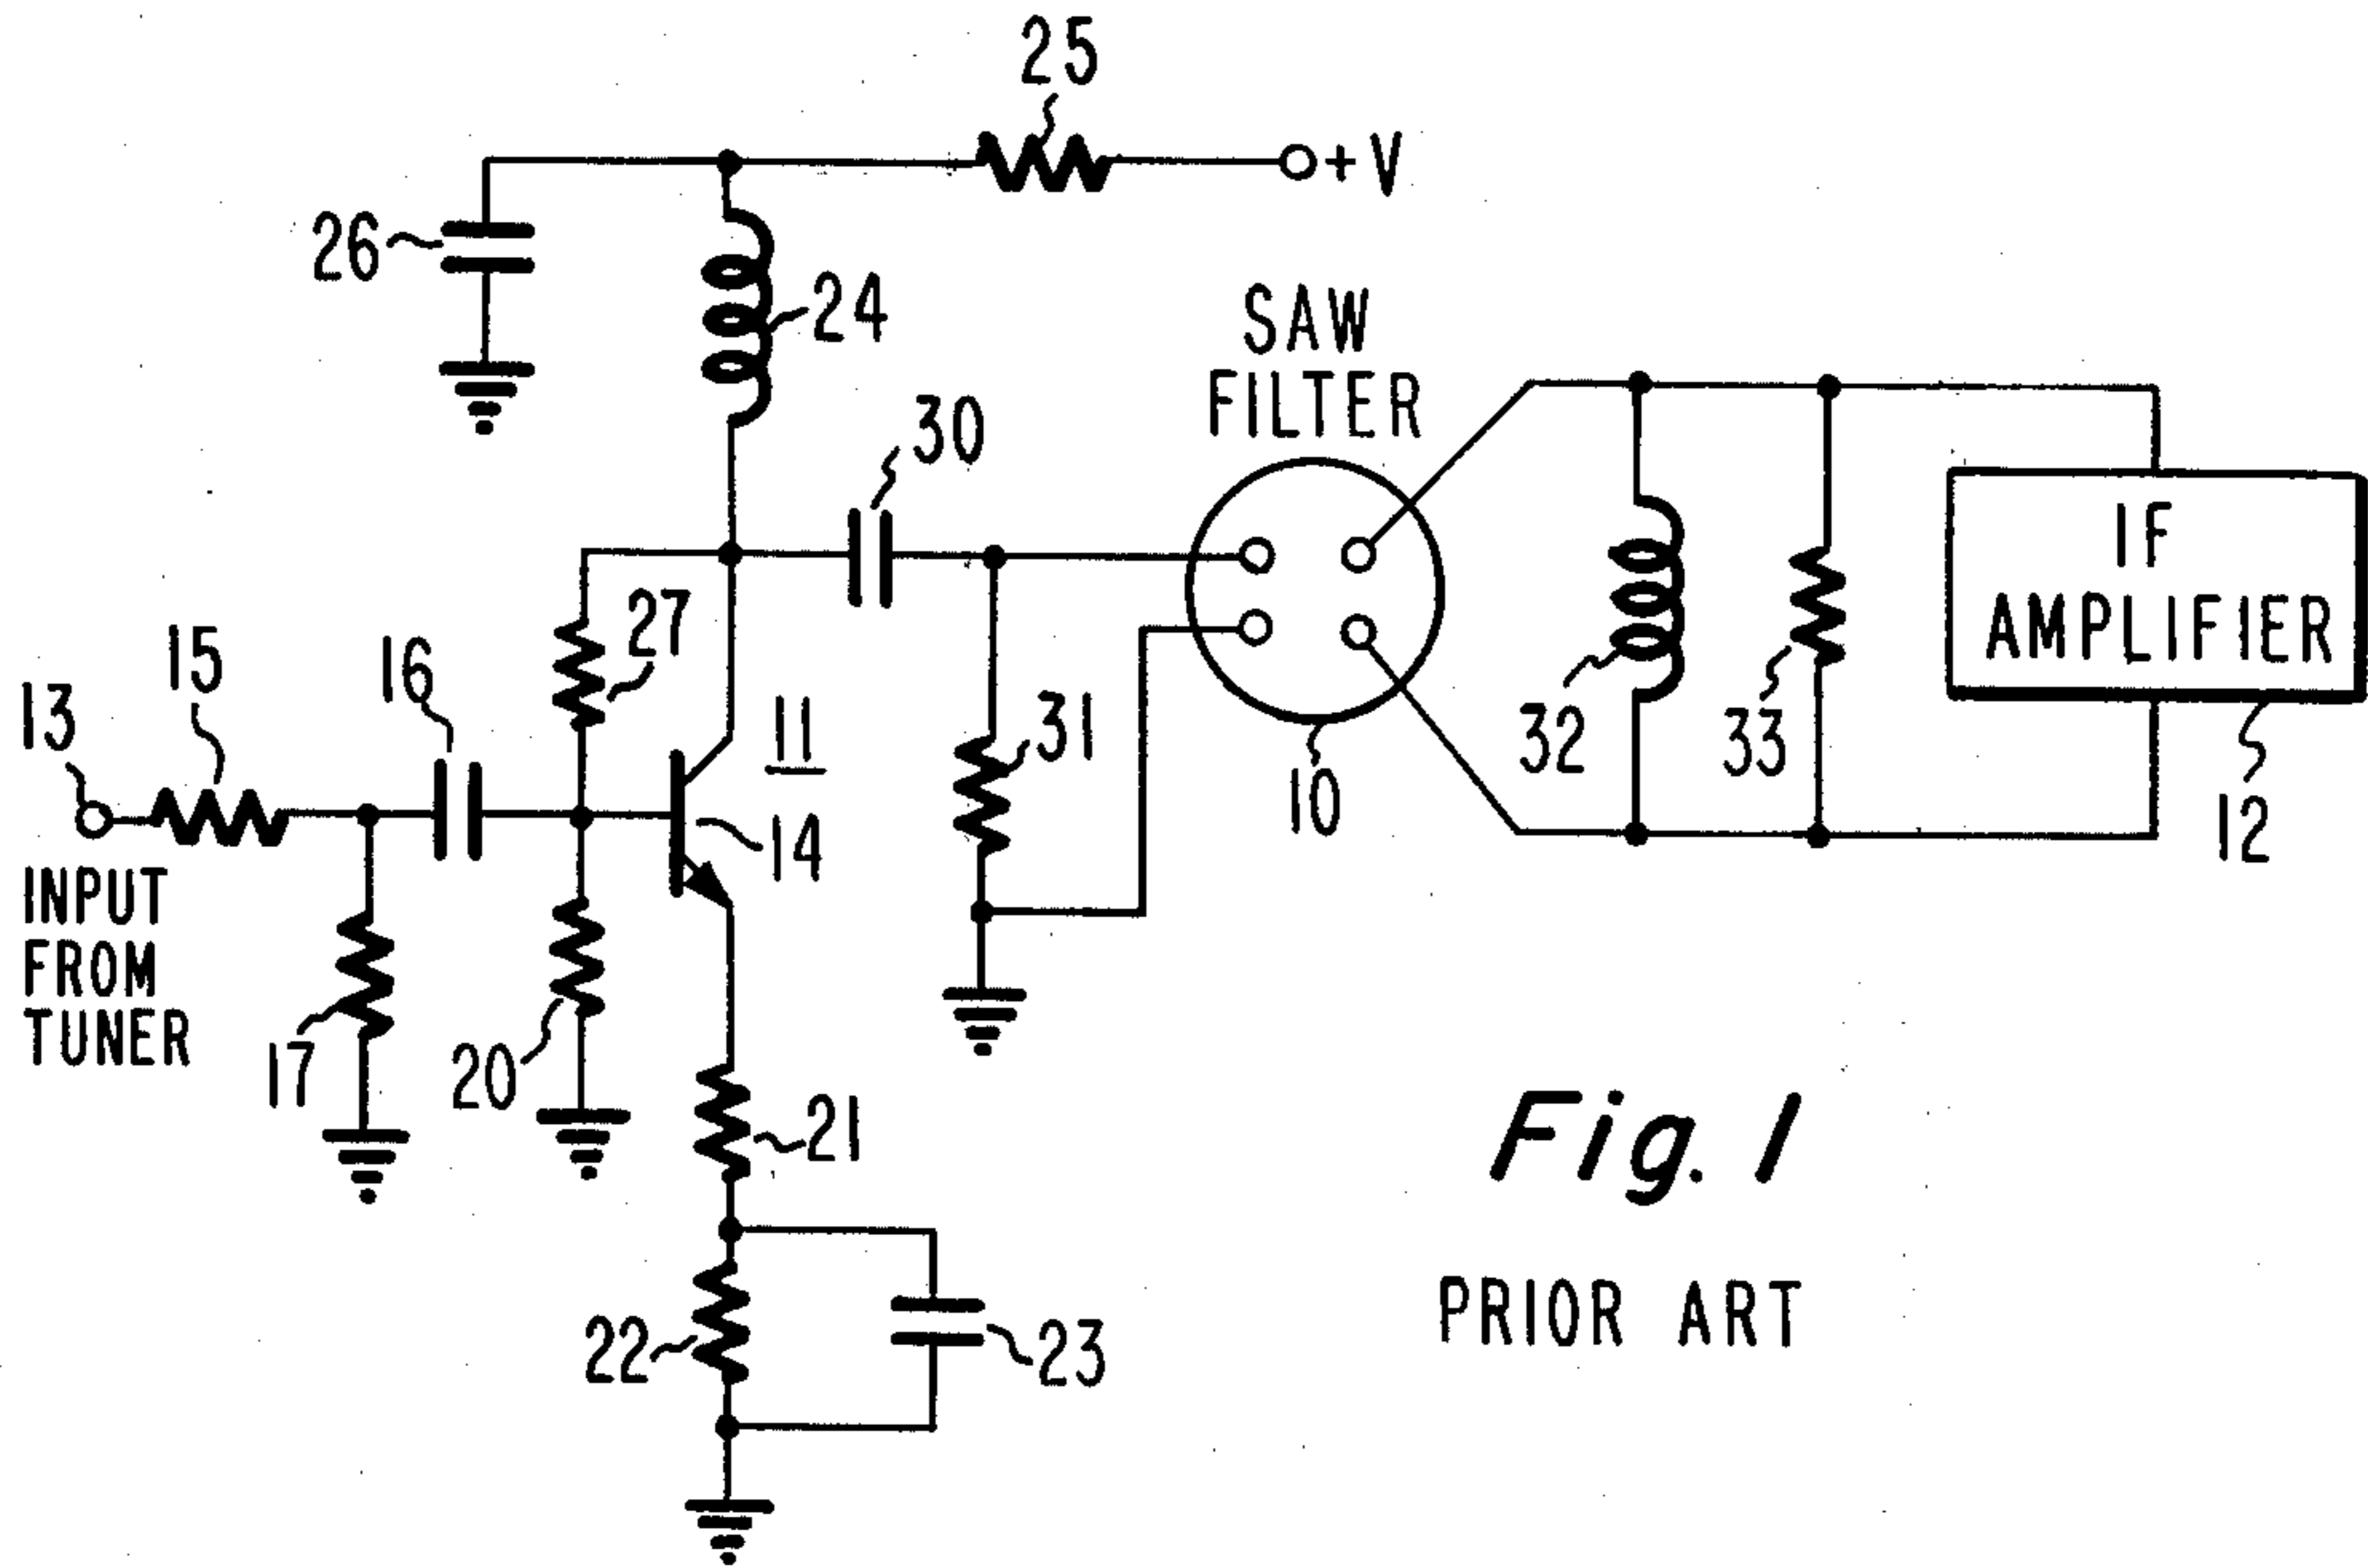 25
+V
26
24
SAW
FILTER
30
IF
AMPLIFIER
27
15
16
13
11
31
32
33
10
14
12
INPUT
FROM
TUNER
17
20
21
22
23
Fig. 1
PRIOR ART